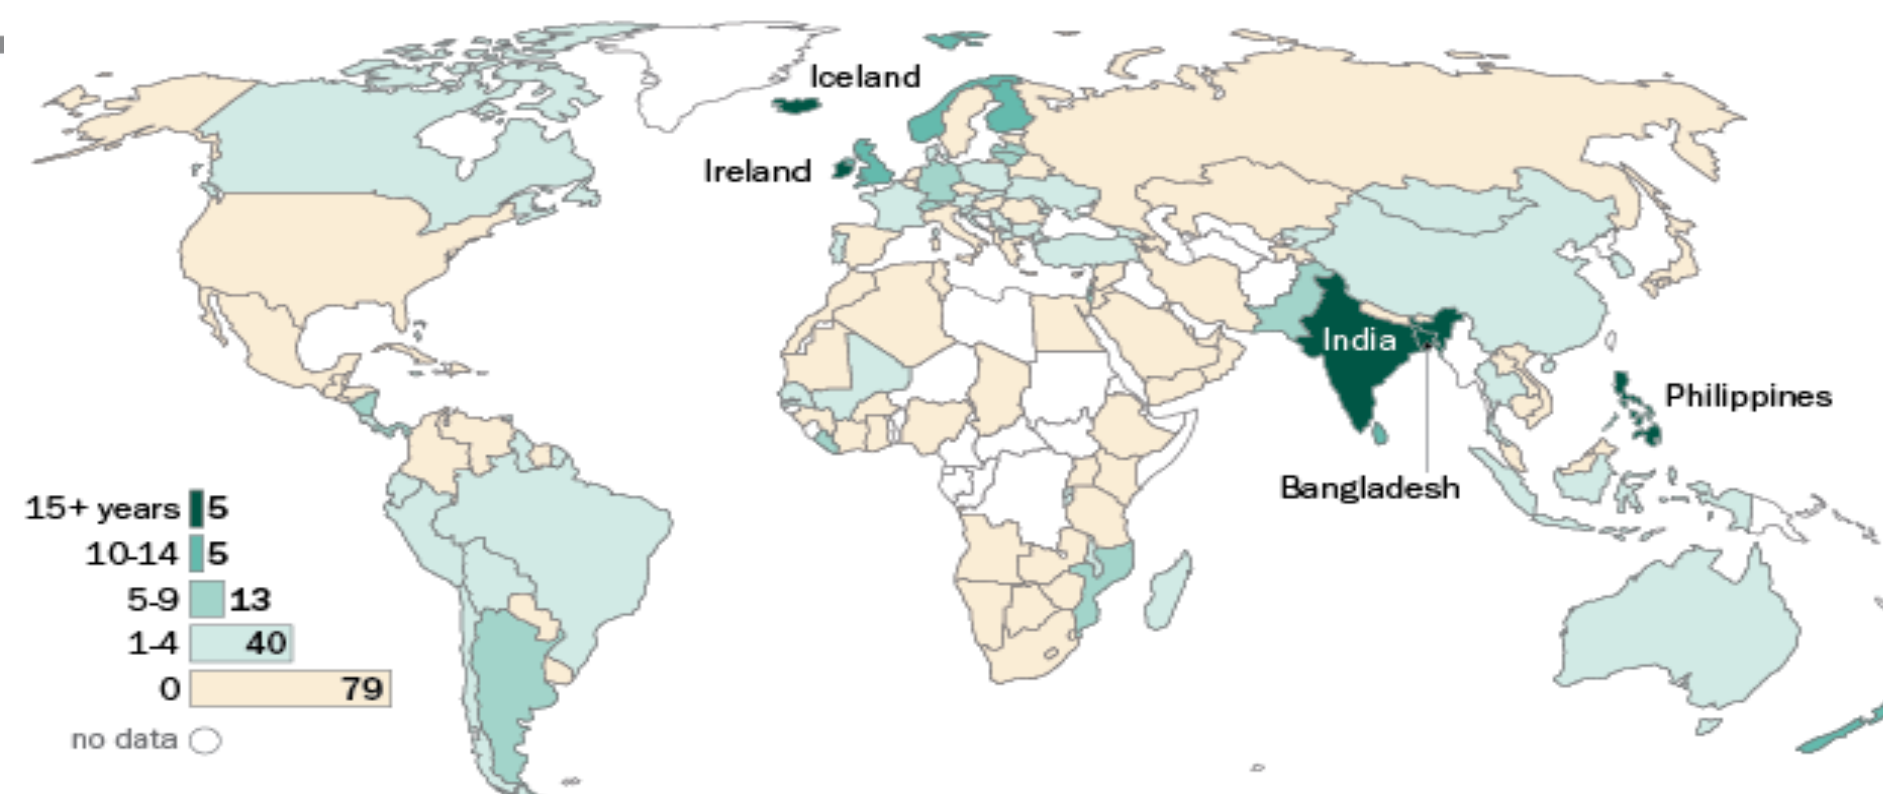 Iceland
Ireland
India
Philippines
Bangladesh
15+ years 5
10-14 5
5-9 13
1-4 40
0 79
no data